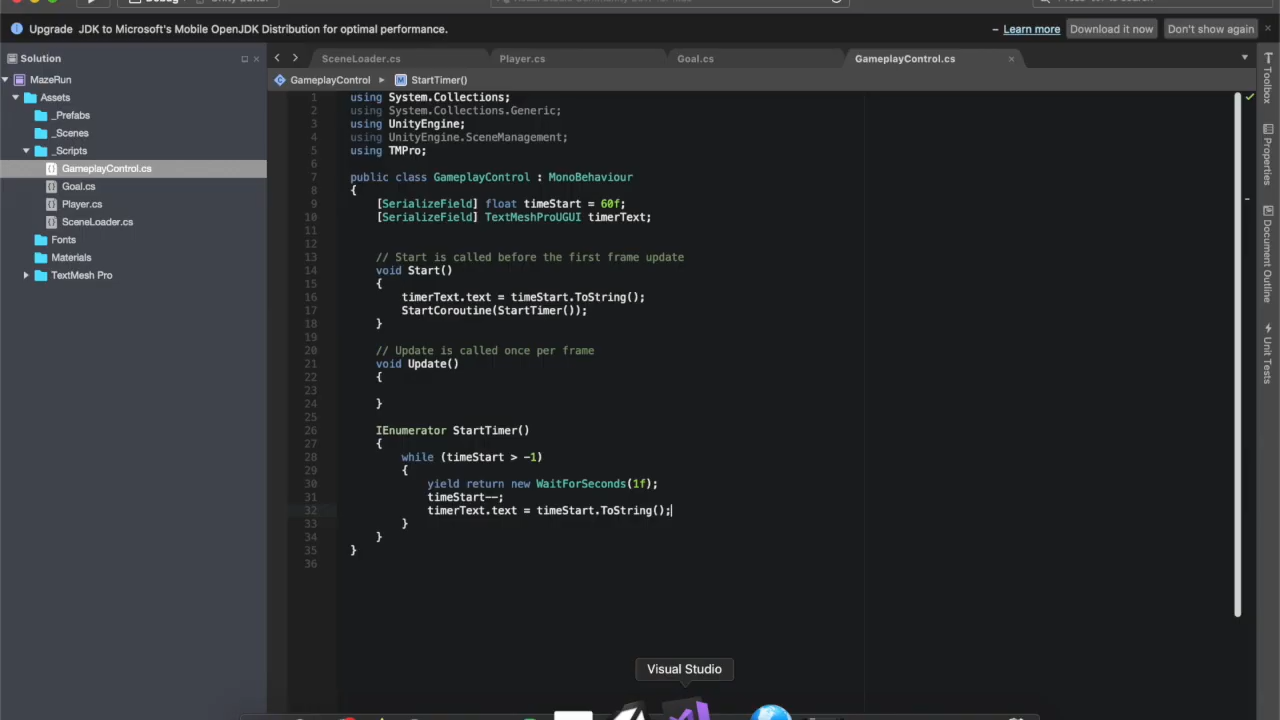 Upgrade JDK to Microsoft's Mobile OpenJDK Distribution for optimal performance.
– Learn more
Download it now
Don't show again
Solution
SceneLoader.cs
Player.cs
Goal.cs
GameplayControl.cs
MazeRun
Assets
_Prefabs
_Scenes
_Scripts
GameplayControl.cs
Goal.cs
Player.cs
SceneLoader.cs
Fonts
Materials
TextMesh Pro
GameplayControl
StartTimer()
1 using System.Collections;
2 using System.Collections.Generic;
3 using UnityEngine;
4 using UnityEngine.SceneManagement;
5 using TMPro;
6
7 public class GameplayControl : MonoBehaviour
8 {
9 [SerializeField] float timeStart = 60f;
10 [SerializeField] TextMeshProUGUI timerText;
11
12
13 // Start is called before the first frame update
14 void Start()
15 {
16 timerText.text = timeStart.ToString();
17 StartCoroutine(StartTimer());
18 }
19
20 // Update is called once per frame
21 void Update()
22 {
23
24 }
25
26 IEnumerator StartTimer()
27 {
28 while (timeStart > -1)
29 {
30 yield return new WaitForSeconds(1f);
31 timeStart--;
32 timerText.text = timeStart.ToString();
33 }
34 }
35 }
36
Toolbox
Properties
Document Outline
Unit Tests
Visual Studio